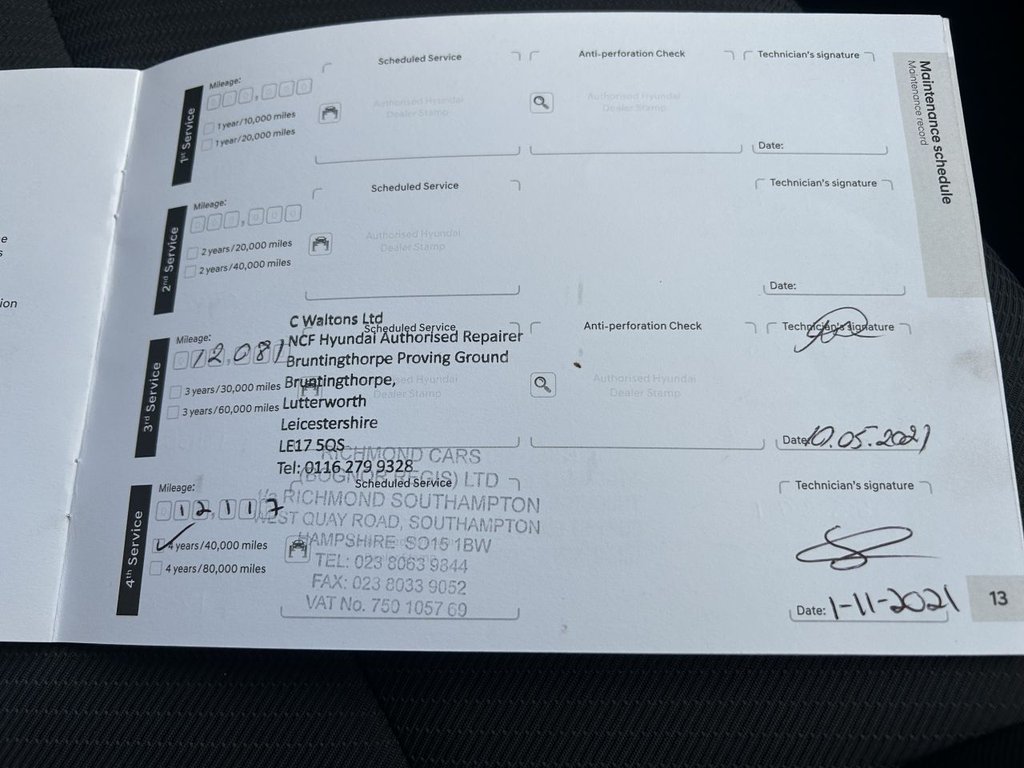 e
s
ion
Maintenance schedule
Maintenance record
1st Service
Mileage:
1 year/10,000 miles
1 year/20,000 miles
Scheduled Service
Authorised Hyundai
Dealer Stamp
Anti-perforation Check
Authorised Hyundai
Dealer Stamp
Technician's signature
Date:
2nd Service
Mileage:
2 years/20,000 miles
2 years/40,000 miles
Scheduled Service
Authorised Hyundai
Dealer Stamp
Technician's signature
Date:
3rd Service
Mileage:
12,081
3 years/30,000 miles
3 years/60,000 miles
Scheduled Service
C Waltons Ltd
NCF Hyundai Authorised Repairer
Bruntingthorpe Proving Ground
Bruntingthorpe,
Lutterworth
Leicestershire
LE17 5QS
Tel: 0116 279 9328
Anti-perforation Check
Authorised Hyundai
Dealer Stamp
Technician's signature
Date: 10.05.2021
4th Service
Mileage:
12,117
4 years/40,000 miles
4 years/80,000 miles
Scheduled Service
RICHMOND CARS
(BOGNOR REGIS) LTD
RICHMOND SOUTHAMPTON
WEST QUAY ROAD, SOUTHAMPTON
HAMPSHIRE SO15 1BW
TEL: 023 8063 9844
FAX: 023 8033 9052
VAT No. 750 1057 69
Technician's signature
Date: 1-11-2021
13